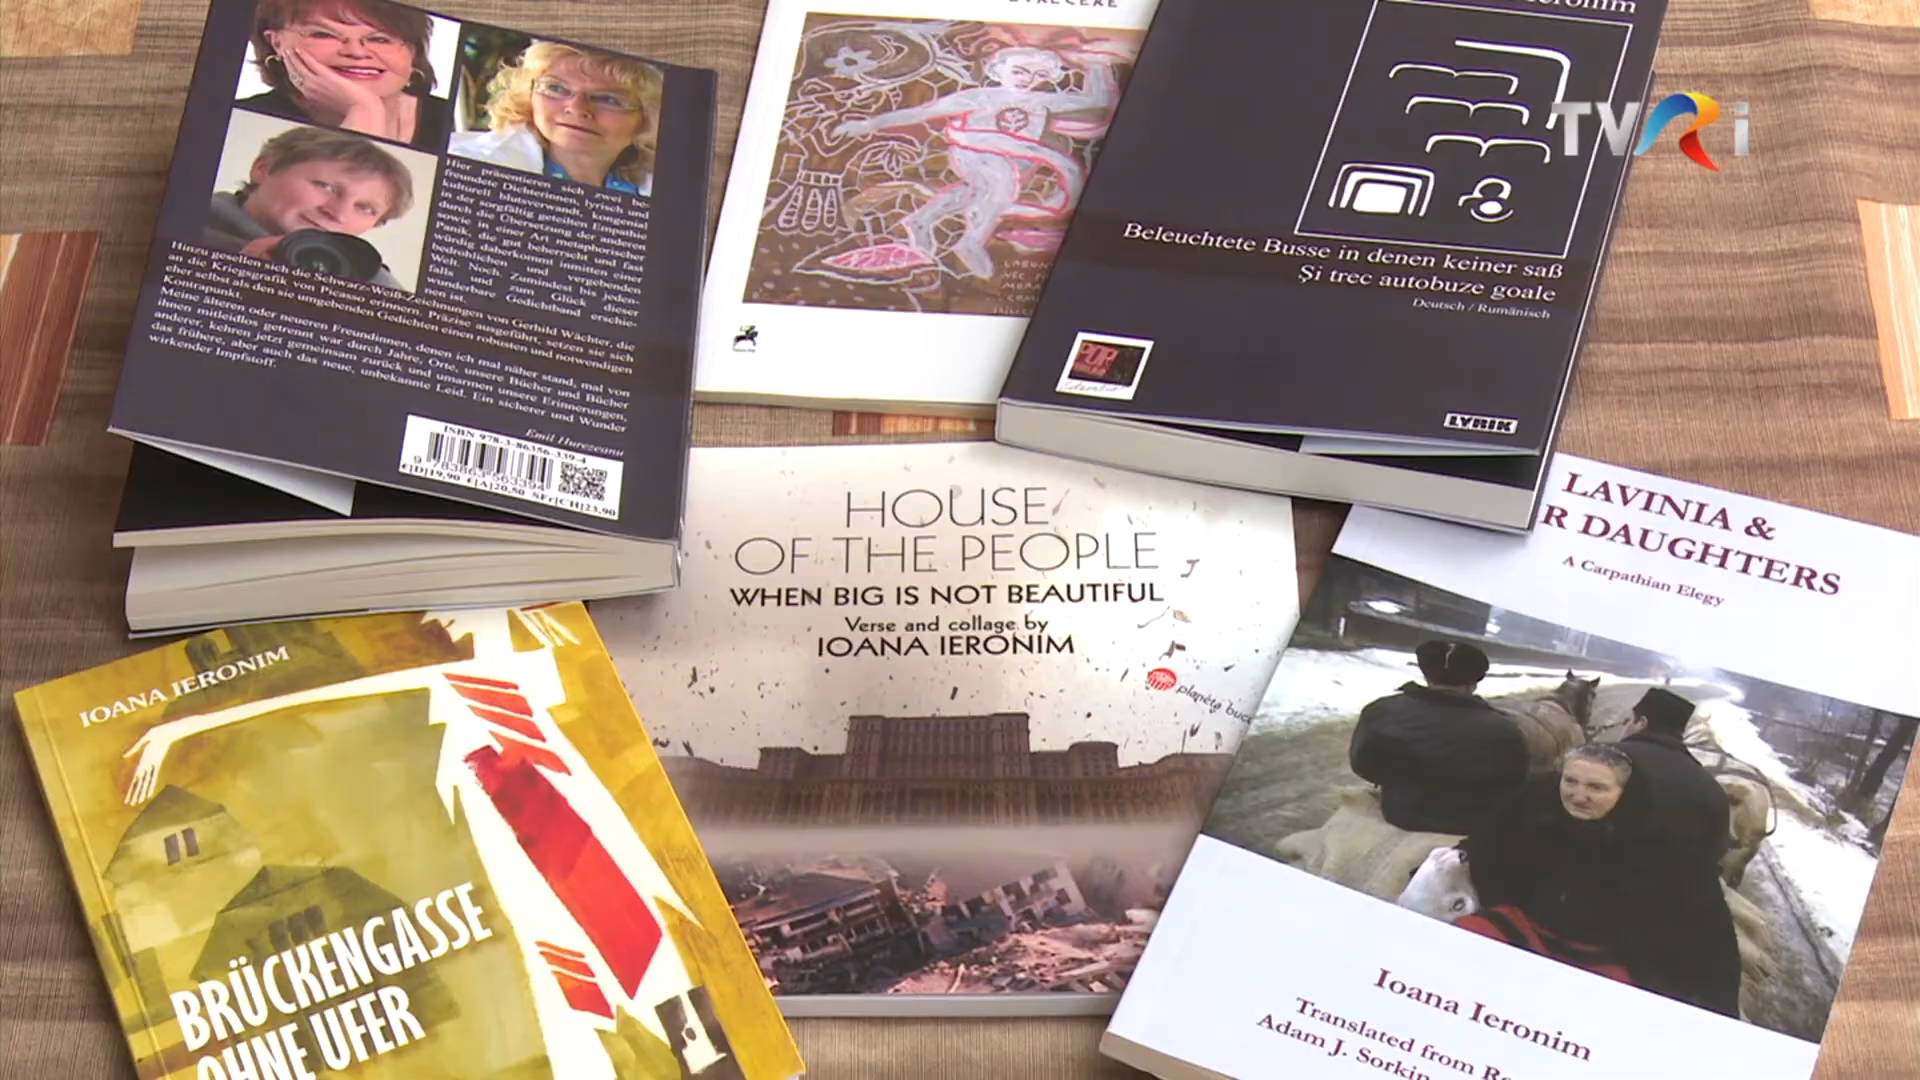 Hier präsentieren sich zwei be-
freundete Dichterinnen, lyrisch und
kulturell blutsverwandt, kongenial
in der sorgfältig geteilten Empathie
durch die Übersetzung der anderen
sowie in einer Art metaphorischer
Panik, die gut beherrscht und fast
würdig daherkommt inmitten einer
bedrohlichen und vergebenden
Welt. Noch. Zumindest bis jeden-
falls und zum Glück dieser
wunderbare Gedichtband erschie-
nen ist.
Hinzu gesellen sich die Schwarz-Weiß-Zeichnungen von Gerhild Wächter, die
an die Kriegsgrafik von Picasso erinnern. Präzise ausgeführt, setzen sie sich
cher selbst als den sie umgebenden Gedichten einen robusten und notwendigen
Kontrapunkt.
Meine älteren oder neueren Freundinnen, denen ich mal näher stand, mal von
ihnen mitleidlos getrennt war durch Jahre, Orte, unsere Bücher und Bücher
anderer, kehren jetzt gemeinsam zurück und umarmen unsere Erinnerungen,
das frühere, aber auch das neue, unbekannte Leid. Ein sicherer und Wunder
wirkender Impfstoff.
Emil Hurezeanu
ISBN 978-3-86356-339-4
9 783863 563394
€[D]19,90 €[A]20,50 SFr[CH]23,90
Ieronim
Beleuchtete Busse in denen keiner saß
Și trec autobuze goale
Deutsch / Rumänisch
POP
LYRIK
TVRi
HOUSE
OF THE PEOPLE
WHEN BIG IS NOT BEAUTIFUL
Verse and collage by
IOANA IERONIM
planeta buc
LAVINIA &
R DAUGHTERS
A Carpathian Elegy
Ioana Ieronim
Translated from R
Adam J. Sorkin
IOANA IERONIM
BRÜCKENGASSE
OHNE UFER